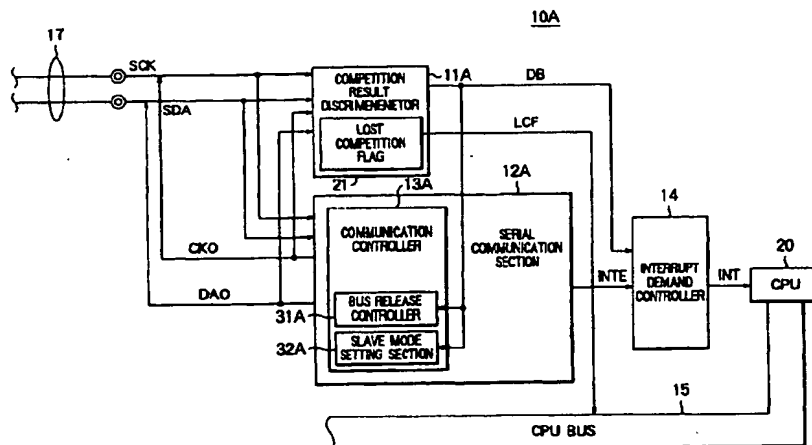 10A
17
SCK
SDA
COMPETITION
RESULT
DISCRIMENENETOR
11A
DB
LOST
COMPETITION
FLAG
LCF
21
13A
12A
14
COMMUNICATION
CONTROLLER
SERIAL
COMMUNICATION
SECTION
CKO
DAO
INTE
INTERRUPT
DEMAND
CONTROLLER
INT
20
CPU
BUS RELEASE
CONTROLLER
31A
SLAVE MODE
SETTING SECTION
32A
15
CPU BUS